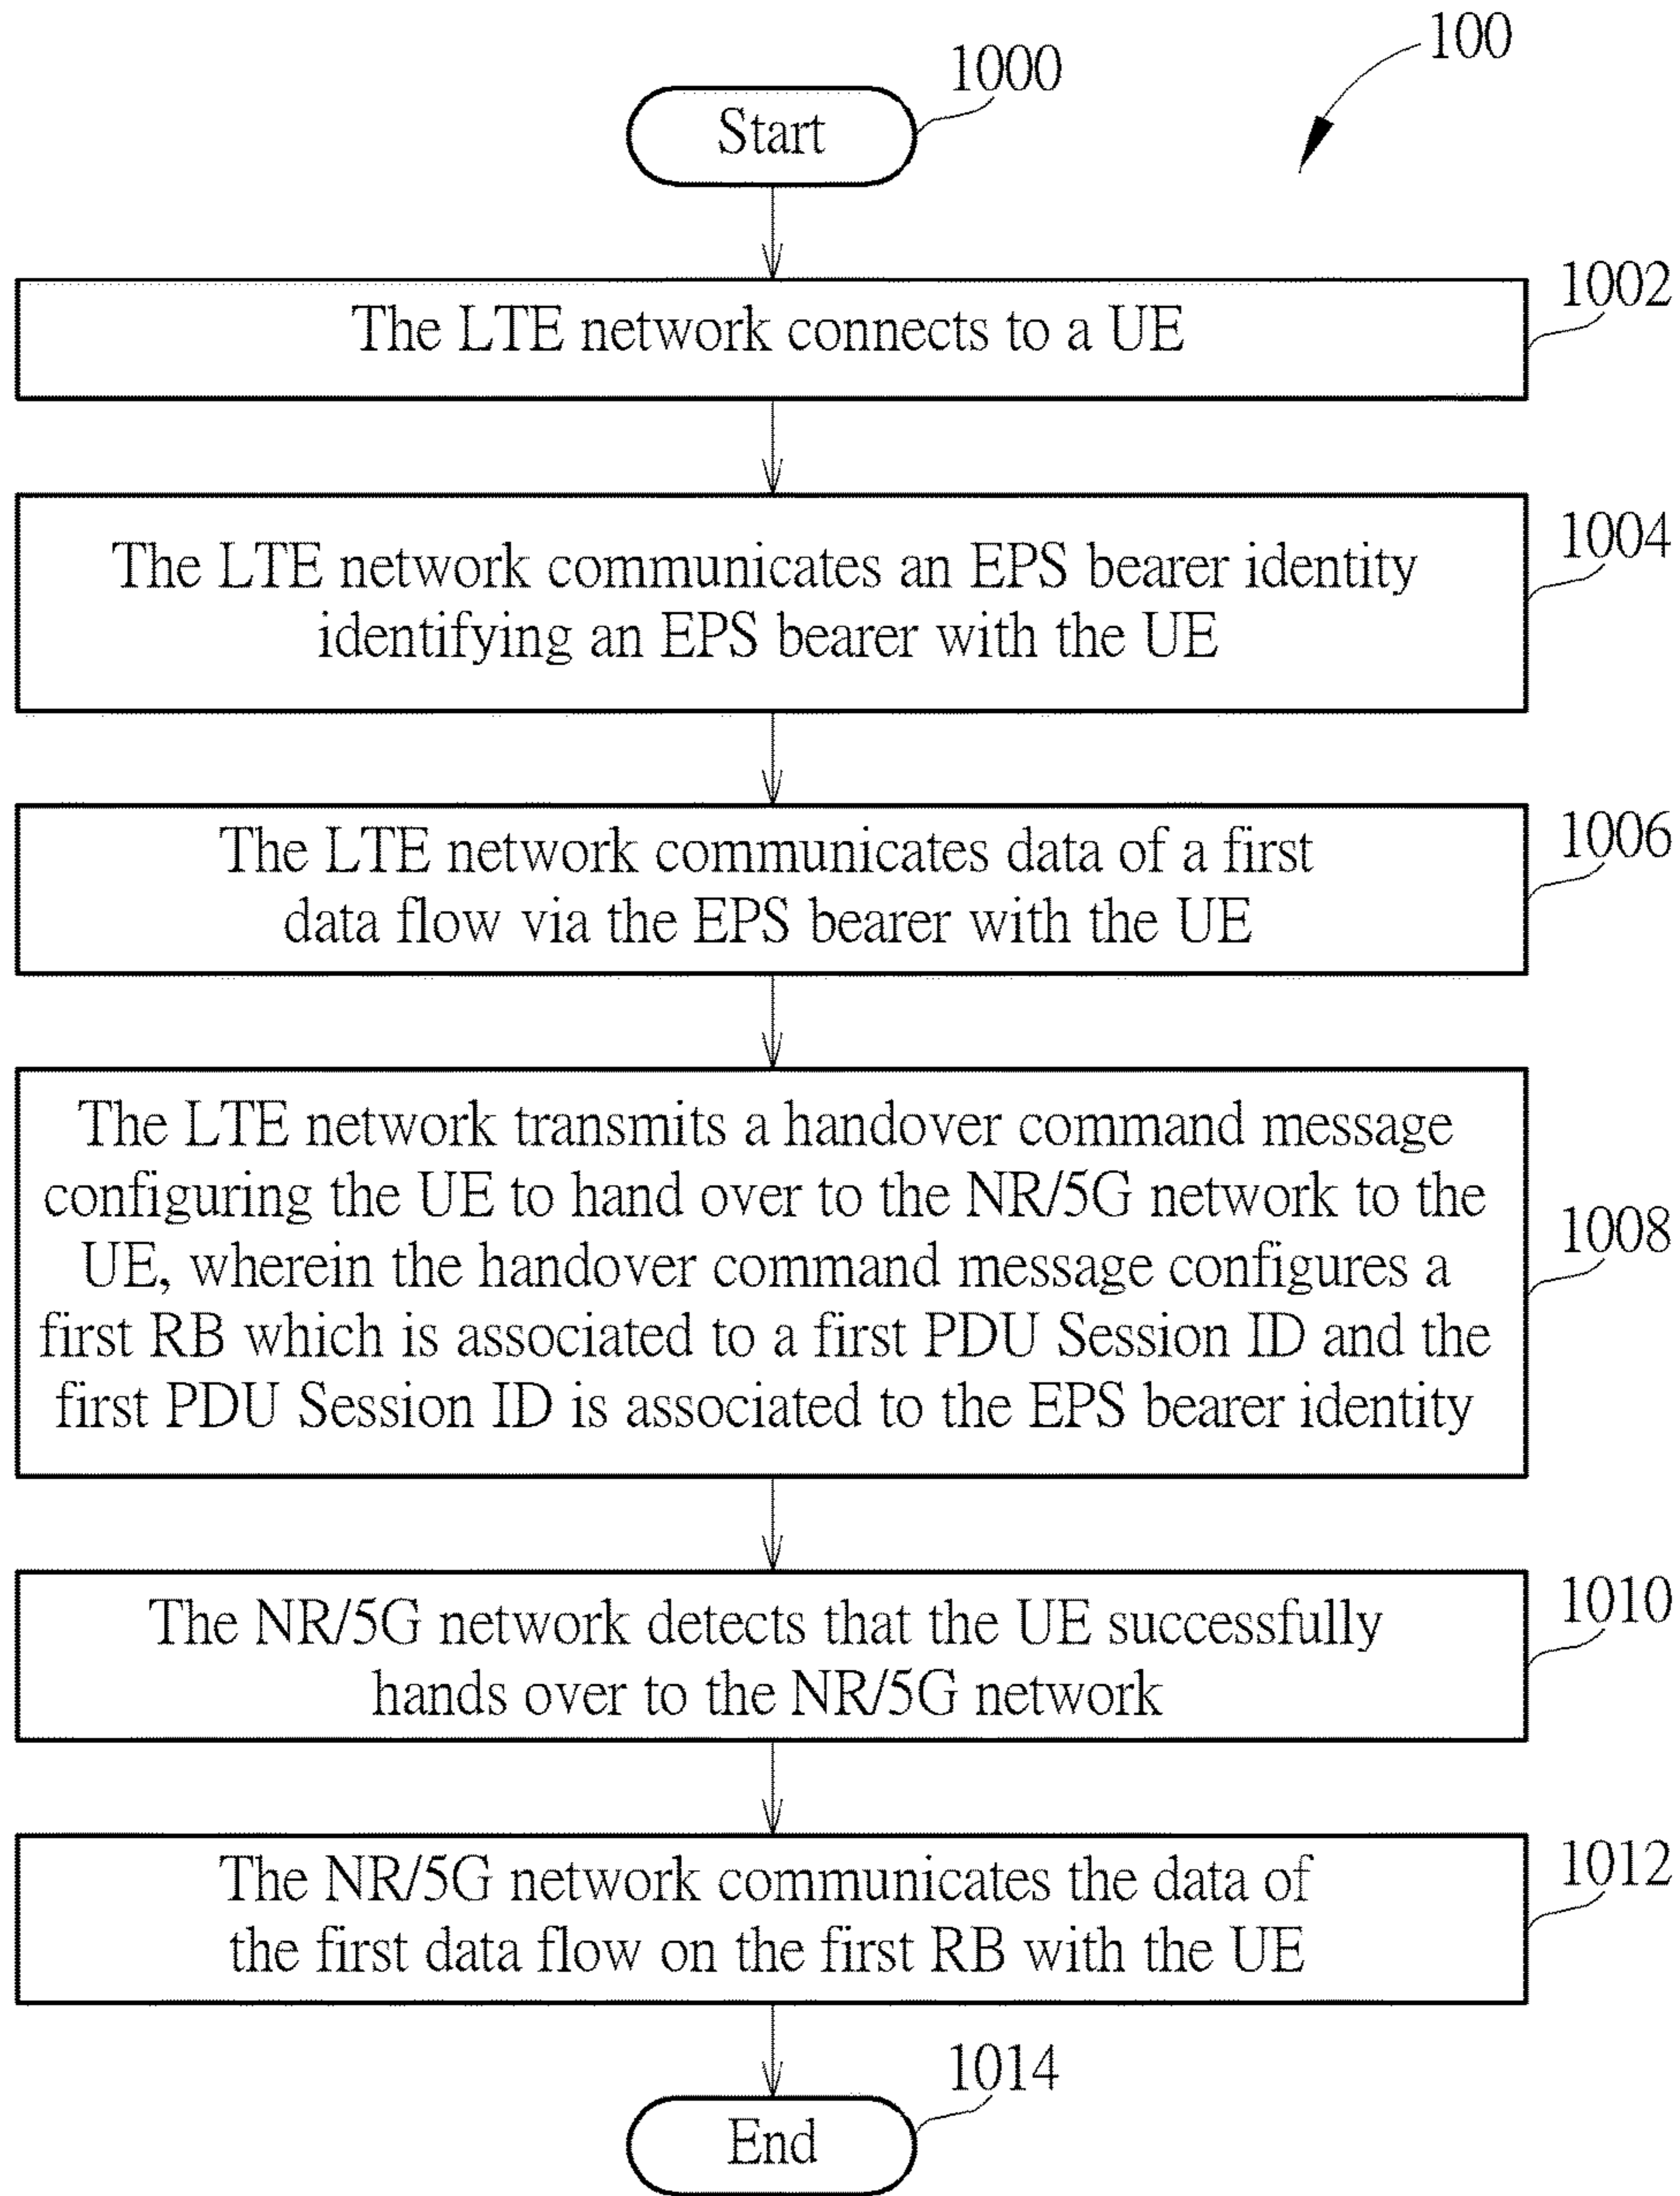 100
1000
Start
1002
The LTE network connects to a UE
1004
The LTE network communicates an EPS bearer identity
identifying an EPS bearer with the UE
1006
The LTE network communicates data of a first
data flow via the EPS bearer with the UE
1008
The LTE network transmits a handover command message
configuring the UE to hand over to the NR/5G network to the
UE, wherein the handover command message configures a
first RB which is associated to a first PDU Session ID and the
first PDU Session ID is associated to the EPS bearer identity
1010
The NR/5G network detects that the UE successfully
hands over to the NR/5G network
1012
The NR/5G network communicates the data of
the first data flow on the first RB with the UE
1014
End